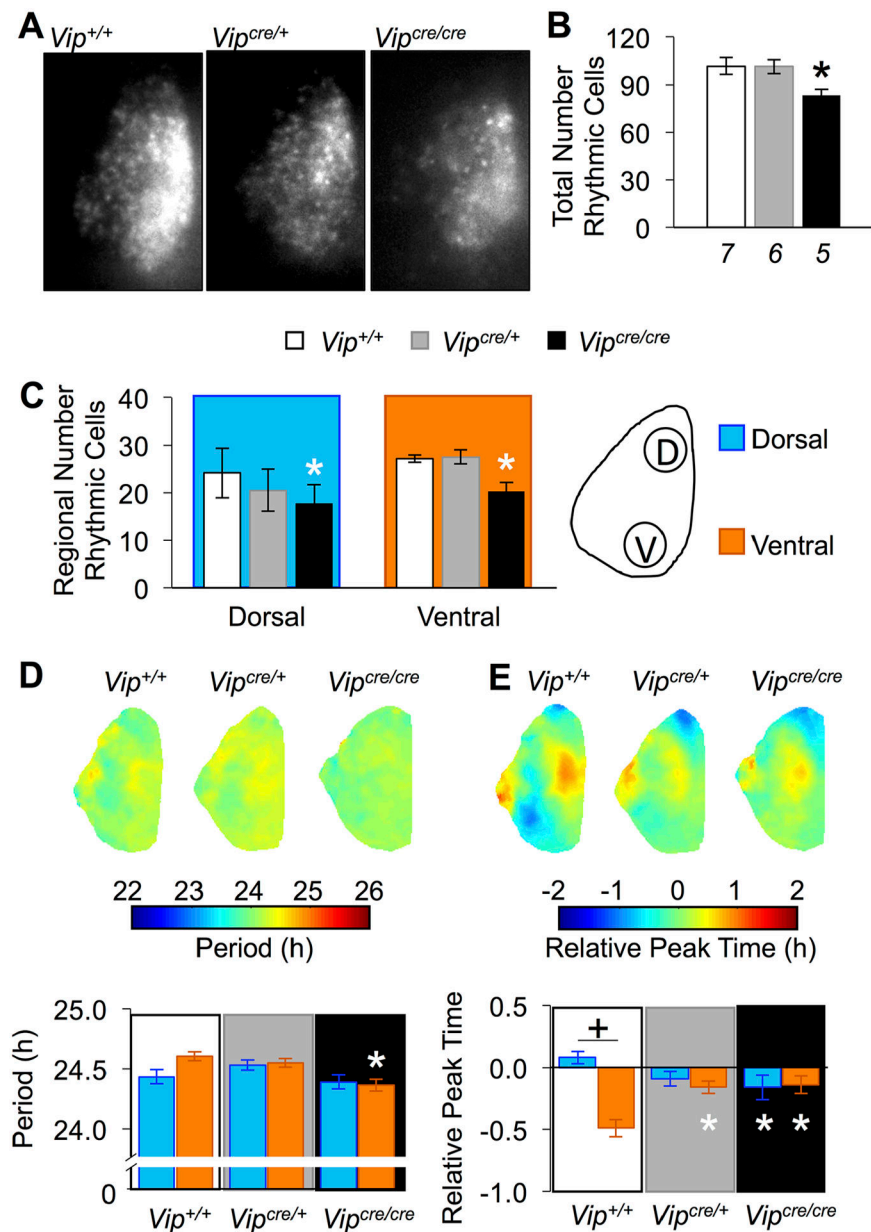 A
Vip+/+ Vipcre/+ Vipcre/cre
B
Total Number
Rhythmic Cells
120
90
60
30
0
*
7 6 5
Vip+/+ Vipcre/+ Vipcre/cre
C
Regional Number
Rhythmic Cells
40
30
20
10
0
* *
Dorsal Ventral
D
V
Dorsal
Ventral
D
Vip+/+ Vipcre/+ Vipcre/cre
22 23 24 25 26
Period (h)
Period (h)
25.0
24.5
24.0
0
*
Vip+/+ Vipcre/+ Vipcre/cre
E
Vip+/+ Vipcre/+ Vipcre/cre
-2 -1 0 1 2
Relative Peak Time (h)
Relative Peak Time
0.5
0.0
-0.5
-1.0
+
* * *
Vip+/+ Vipcre/+ Vipcre/cre